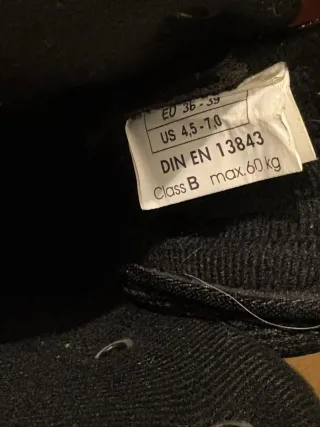 EU 36 - 39
US 4,5 - 7,0
DIN EN 13843
Class B max. 60 kg